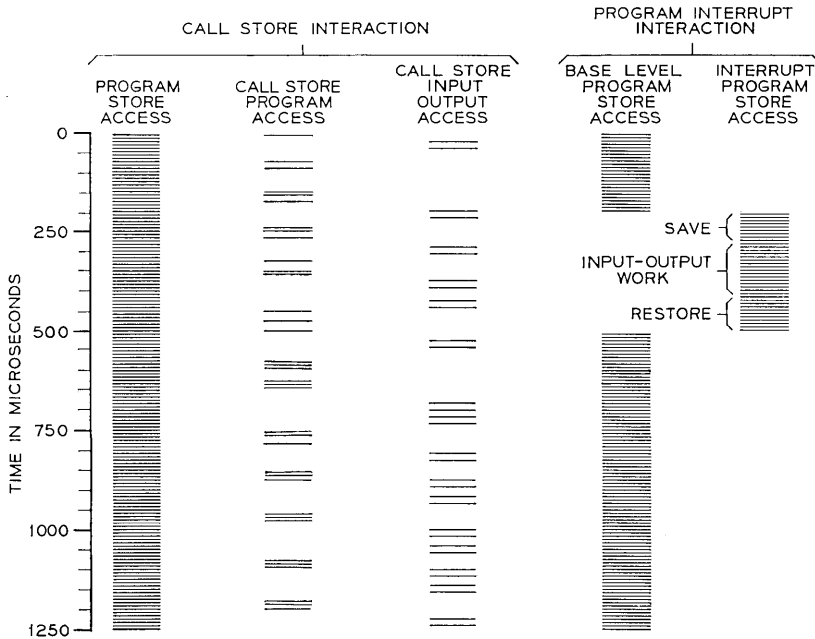 CALL STORE INTERACTION
PROGRAM INTERRUPT
INTERACTION
PROGRAM
STORE
ACCESS
CALL STORE
PROGRAM
ACCESS
CALL STORE
INPUT
OUTPUT
ACCESS
BASE LEVEL
PROGRAM
STORE
ACCESS
INTERRUPT
PROGRAM
STORE
ACCESS
TIME IN MICROSECONDS
0
250
500
750
1000
1250
SAVE
INPUT-OUTPUT
WORK
RESTORE